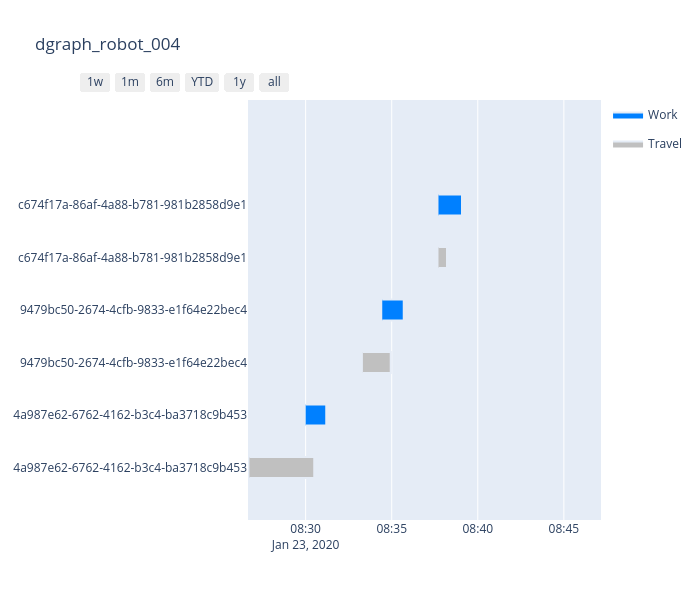 dgraph_robot_004
1w 1m 6m YTD 1y all
Work
Travel
c674f17a-86af-4a88-b781-981b2858d9e1
c674f17a-86af-4a88-b781-981b2858d9e1
9479bc50-2674-4cfb-9833-e1f64e22bec4
9479bc50-2674-4cfb-9833-e1f64e22bec4
4a987e62-6762-4162-b3c4-ba3718c9b453
4a987e62-6762-4162-b3c4-ba3718c9b453
08:30 08:35 08:40 08:45
Jan 23, 2020